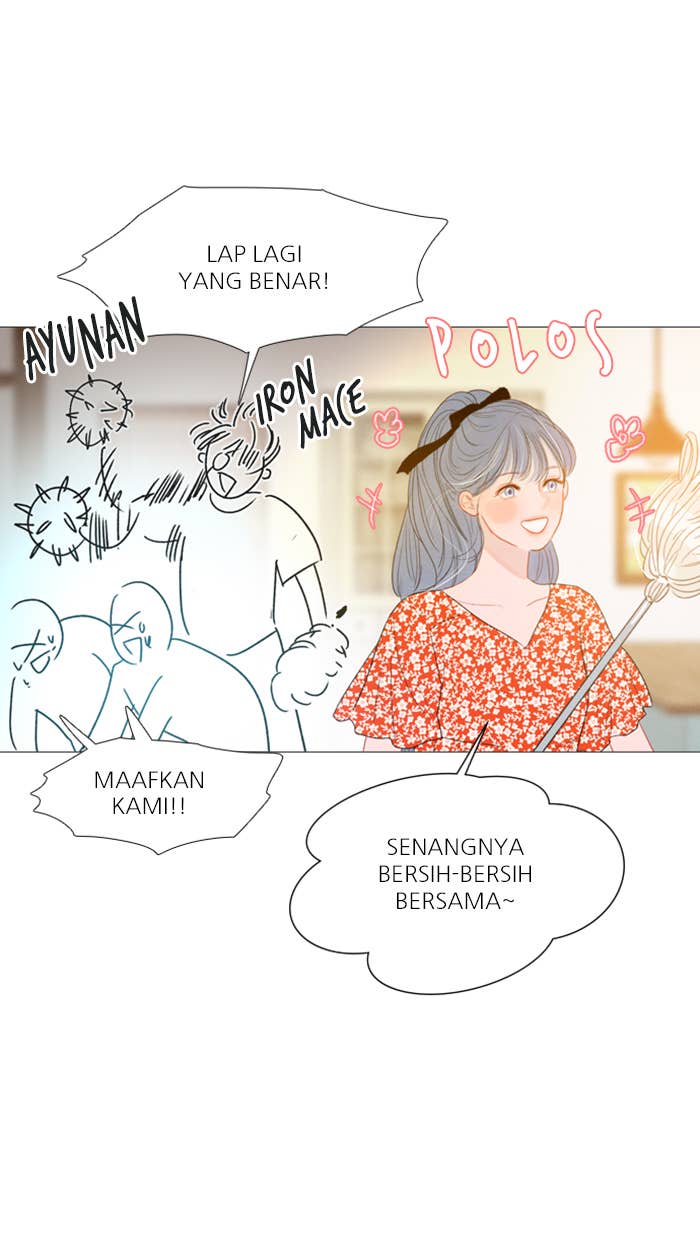 LAP LAGI
YANG BENAR!
AYUNAN
IRON
MACE
POLOS
MAAFKAN
KAMI!!
SENANGNYA
BERSIH-BERSIH
BERSAMA~